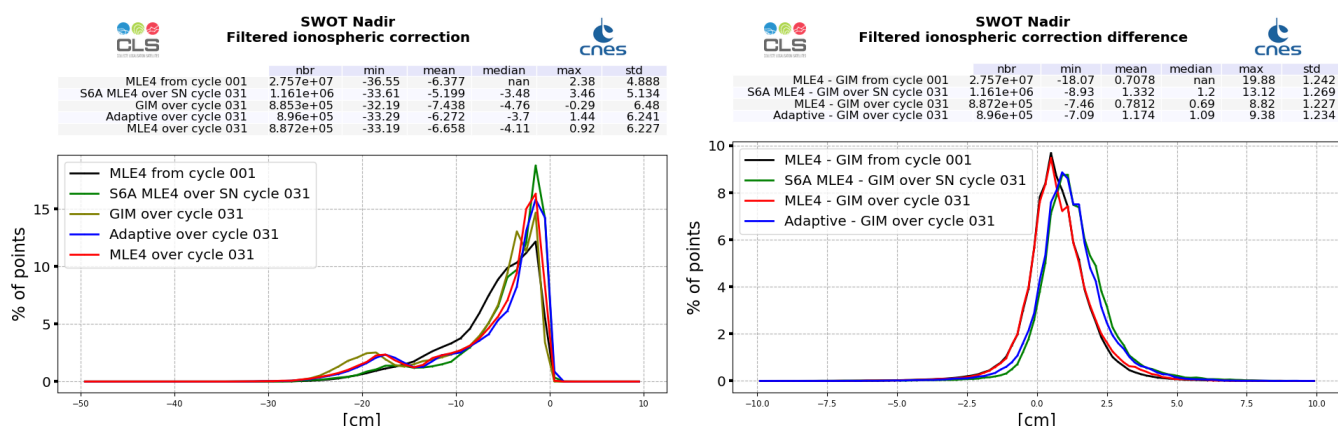 SWOT Nadir
Filtered ionospheric correction
CLS
cnes
nbr min mean median max std
MLE4 from cycle 001 2.757e+07 -36.55 -6.377 nan 2.38 4.888
S6A MLE4 over SN cycle 031 1.161e+06 -33.61 -5.199 -3.48 3.46 5.134
GIM over cycle 031 8.853e+05 -32.19 -7.438 -4.76 -0.29 6.48
Adaptive over cycle 031 8.96e+05 -33.29 -6.272 -3.7 1.44 6.241
MLE4 over cycle 031 8.872e+05 -33.19 -6.658 -4.11 0.92 6.227
MLE4 from cycle 001
S6A MLE4 over SN cycle 031
GIM over cycle 031
Adaptive over cycle 031
MLE4 over cycle 031
% of points
15
10
5
0
-50 -40 -30 -20 -10 0 10
[cm]
SWOT Nadir
Filtered ionospheric correction difference
CLS
cnes
nbr min mean median max std
MLE4 - GIM from cycle 001 2.757e+07 -18.07 0.7078 nan 19.88 1.242
S6A MLE4 - GIM over SN cycle 031 1.161e+06 -8.93 1.332 1.2 13.12 1.269
MLE4 - GIM over cycle 031 8.872e+05 -7.46 0.7812 0.69 8.82 1.227
Adaptive - GIM over cycle 031 8.96e+05 -7.09 1.174 1.09 9.38 1.234
MLE4 - GIM from cycle 001
S6A MLE4 - GIM over SN cycle 031
MLE4 - GIM over cycle 031
Adaptive - GIM over cycle 031
% of points
10
8
6
4
2
0
-10.0 -7.5 -5.0 -2.5 0.0 2.5 5.0 7.5 10.0
[cm]